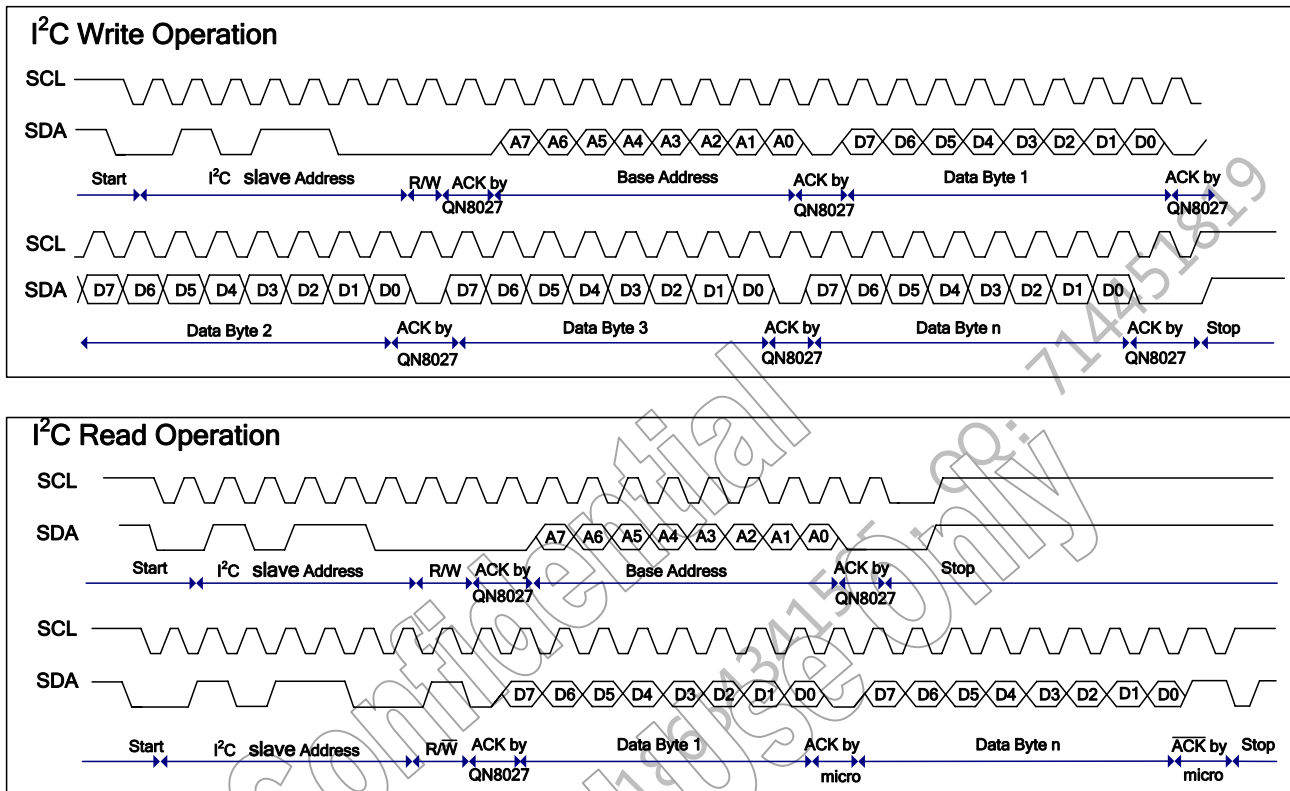 I²C Write Operation
SCL
SDA
A7 A6 A5 A4 A3 A2 A1 A0 D7 D6 D5 D4 D3 D2 D1 D0
Start I²C slave Address R/W ACK by QN8027 Base Address ACK by QN8027 Data Byte 1 ACK by QN8027
SCL
SDA
D7 D6 D5 D4 D3 D2 D1 D0 D7 D6 D5 D4 D3 D2 D1 D0 D7 D6 D5 D4 D3 D2 D1 D0
Data Byte 2 ACK by QN8027 Data Byte 3 ACK by QN8027 Data Byte n ACK by QN8027 Stop
I²C Read Operation
SCL
SDA
A7 A6 A5 A4 A3 A2 A1 A0
Start I²C slave Address R/W ACK by QN8027 Base Address ACK by QN8027 Stop
SCL
SDA
D7 D6 D5 D4 D3 D2 D1 D0 D7 D6 D5 D4 D3 D2 D1 D0
Start I²C slave Address R/W̅ ACK by QN8027 Data Byte 1 ACK by micro Data Byte n A̅C̅K̅ by micro Stop
Confidential
Use Only
QQ: 714451819